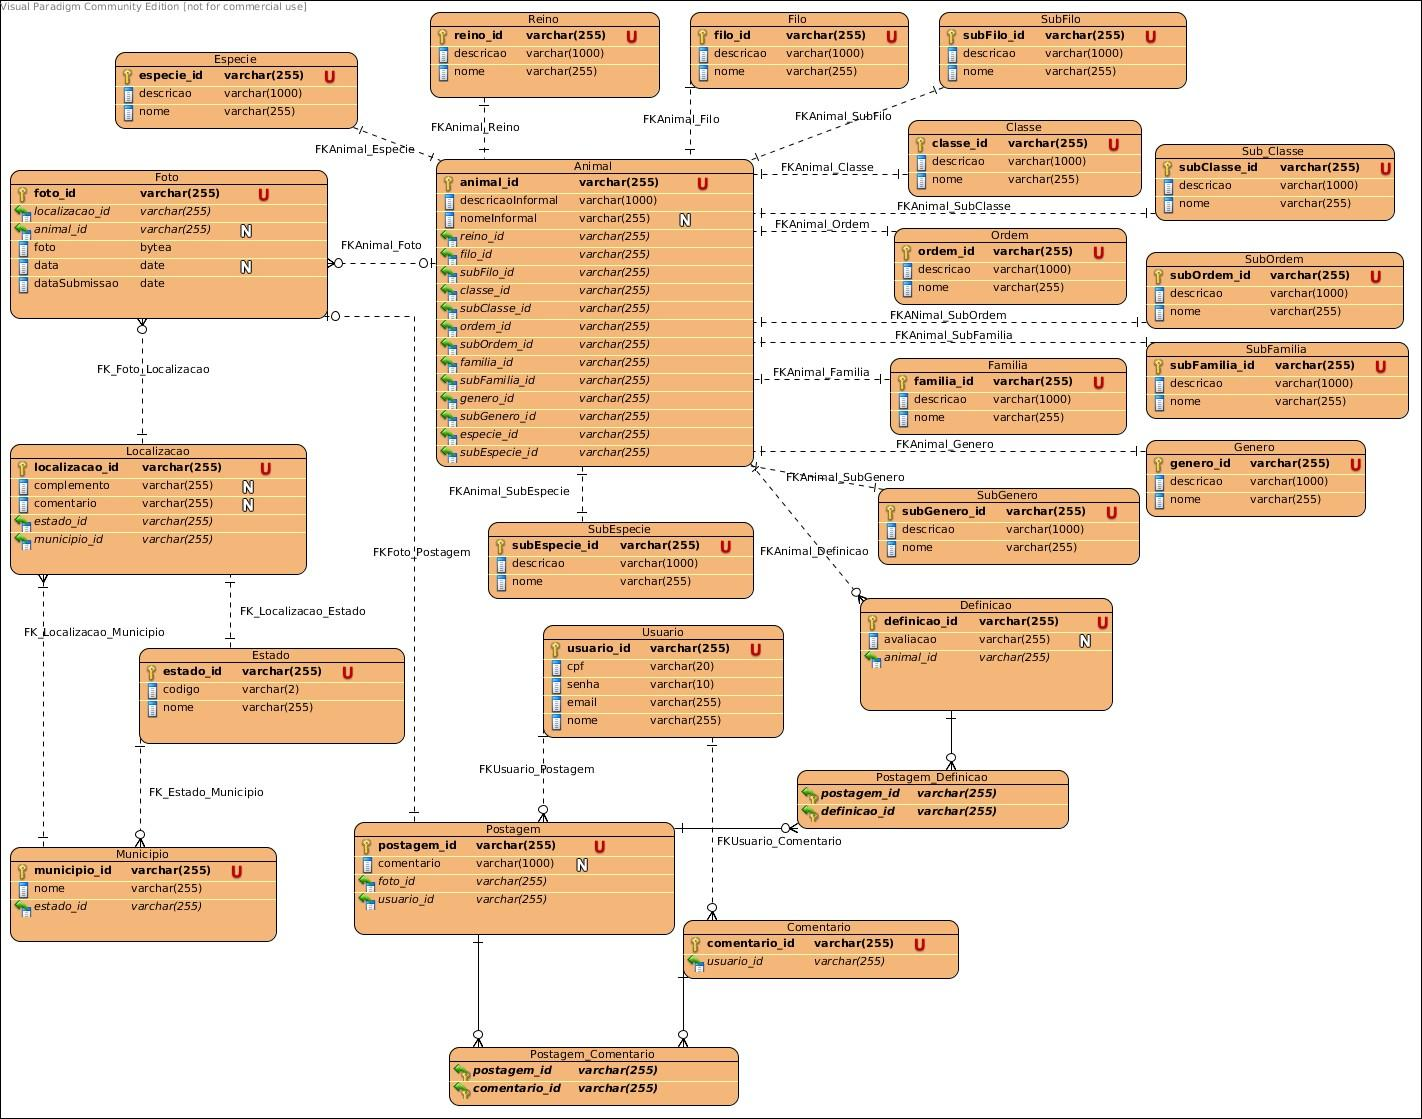 Visual Paradigm Community Edition [not for commercial use]
Reino
reino_id varchar(255) U
descricao varchar(1000)
nome varchar(255)
Filo
filo_id varchar(255) U
descricao varchar(1000)
nome varchar(255)
SubFilo
subFilo_id varchar(255) U
descricao varchar(1000)
nome varchar(255)
Especie
especie_id varchar(255) U
descricao varchar(1000)
nome varchar(255)
FKAnimal_Especie
FKAnimal_Reino
FKAnimal_Filo
FKAnimal_SubFilo
Classe
classe_id varchar(255) U
descricao varchar(1000)
nome varchar(255)
FKAnimal_Classe
Sub_Classe
subClasse_id varchar(255) U
descricao varchar(1000)
nome varchar(255)
FKAnimal_SubClasse
FKAnimal_Ordem
Foto
foto_id varchar(255) U
localizacao_id varchar(255)
animal_id varchar(255) N
foto bytea
data date N
dataSubmissao date
FKAnimal_Foto
Animal
animal_id varchar(255) U
descricaoInformal varchar(1000)
nomeInformal varchar(255) N
reino_id varchar(255)
filo_id varchar(255)
subFilo_id varchar(255)
classe_id varchar(255)
subClasse_id varchar(255)
ordem_id varchar(255)
subOrdem_id varchar(255)
familia_id varchar(255)
subFamilia_id varchar(255)
genero_id varchar(255)
subGenero_id varchar(255)
especie_id varchar(255)
subEspecie_id varchar(255)
Ordem
ordem_id varchar(255) U
descricao varchar(1000)
nome varchar(255)
SubOrdem
subOrdem_id varchar(255) U
descricao varchar(1000)
nome varchar(255)
FKANimal_SubOrdem
FKAnimal_SubFamilia
SubFamilia
subFamilia_id varchar(255) U
descricao varchar(1000)
nome varchar(255)
FKAnimal_Familia
Familia
familia_id varchar(255) U
descricao varchar(1000)
nome varchar(255)
FKAnimal_Genero
Genero
genero_id varchar(255) U
descricao varchar(1000)
nome varchar(255)
FKAnimal_SubGenero
SubGenero
subGenero_id varchar(255) U
descricao varchar(1000)
nome varchar(255)
FK_Foto_Localizacao
Localizacao
localizacao_id varchar(255) U
complemento varchar(255) N
comentario varchar(255) N
estado_id varchar(255)
municipio_id varchar(255)
FKAnimal_SubEspecie
SubEspecie
subEspecie_id varchar(255) U
descricao varchar(1000)
nome varchar(255)
FKFoto_Postagem
FKAnimal_Definicao
Definicao
definicao_id varchar(255) U
avaliacao varchar(255) N
animal_id varchar(255)
FK_Localizacao_Estado
FK_Localizacao_Municipio
Estado
estado_id varchar(255) U
codigo varchar(2)
nome varchar(255)
Usuario
usuario_id varchar(255) U
cpf varchar(20)
senha varchar(10)
email varchar(255)
nome varchar(255)
FKUsuario_Postagem
FK_Estado_Municipio
Postagem_Definicao
postagem_id varchar(255)
definicao_id varchar(255)
FKUsuario_Comentario
Municipio
municipio_id varchar(255) U
nome varchar(255)
estado_id varchar(255)
Postagem
postagem_id varchar(255) U
comentario varchar(1000) N
foto_id varchar(255)
usuario_id varchar(255)
Comentario
comentario_id varchar(255) U
usuario_id varchar(255)
Postagem_Comentario
postagem_id varchar(255)
comentario_id varchar(255)